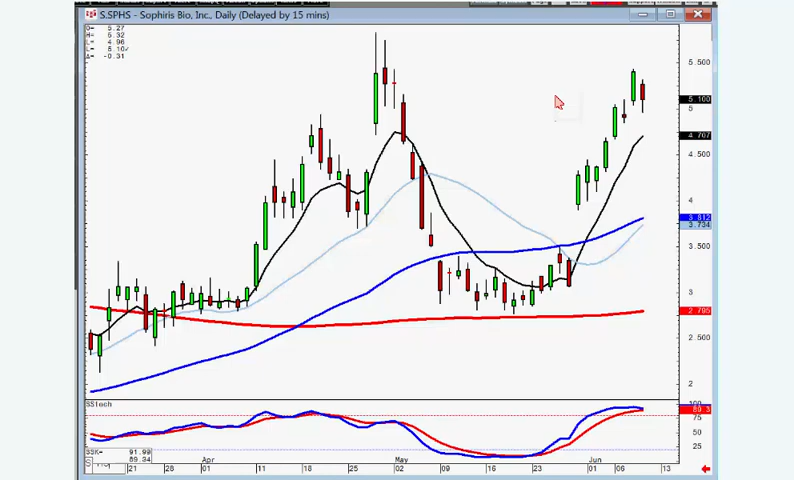 S.SPHS - Sophiris Bio, Inc., Daily (Delayed by 15 mins)
O= 5.27
H= 5.32
L= 4.96
L= 5.10
Δ= -0.31
5.500
5.100
5
4.707
4.500
4
3.812
3.734
3.500
3
2.795
2.500
2
SStoch
100
89.3
75
50
25
SSK= 91.99
89.34
21
28
Apr
01
11
18
25
May
02
09
16
23
Jun
01
06
13